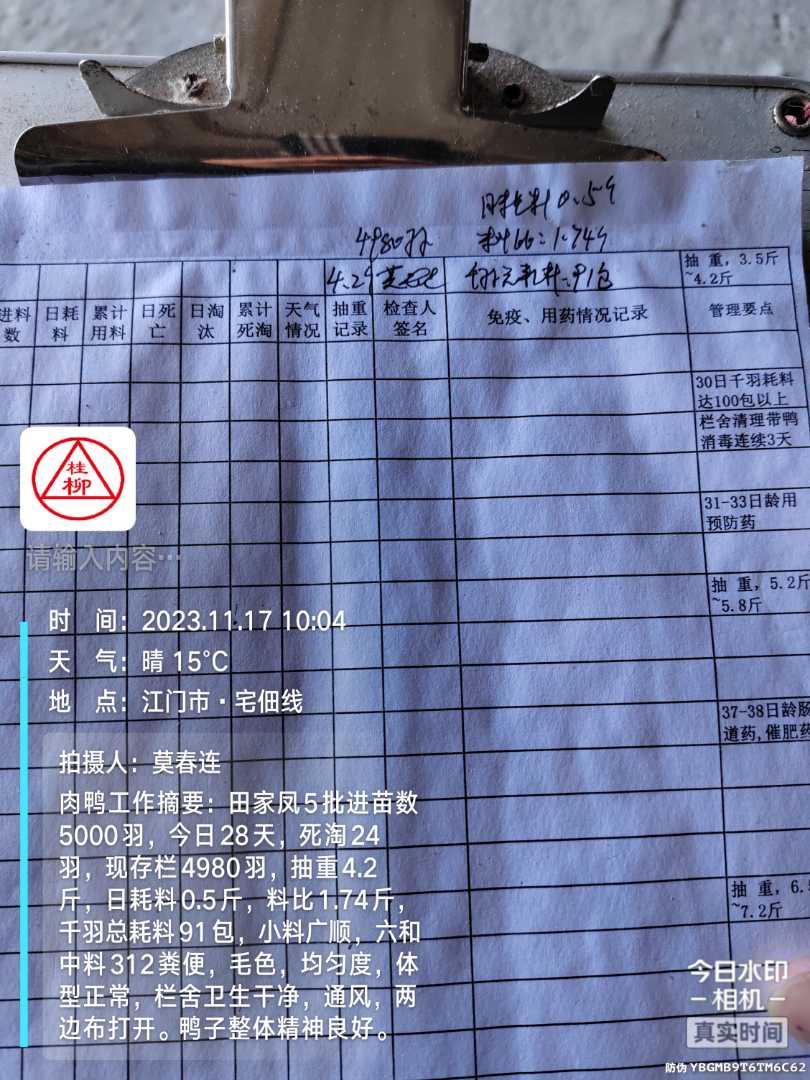 日耗料0.5斤
4980羽 料比:1.74斤
4.2斤 莫春连 千羽总耗料:91包 抽重,3.5斤
~4.2斤
进料数 日耗料 累计用料 日死亡 日淘汰 累计死淘 天气情况 抽重记录 检查人签名 免疫、用药情况记录 管理要点
30日千羽耗料
达100包以上
栏舍清理带鸭
消毒连续3天
桂
柳
31-33日龄用
预防药
请输入内容…
抽重,5.2斤
~5.8斤
时 间:2023.11.17 10:04
天 气:晴 15℃
地 点:江门市·宅佃线
37-38日龄肠
道药,催肥药
拍摄人:莫春连
肉鸭工作摘要:田家凤5批进苗数
5000羽,今日28天,死淘24
羽,现存栏4980羽,抽重4.2
斤,日耗料0.5斤,料比1.74斤,
千羽总耗料91包,小料广顺,六和
中料312粪便,毛色,均匀度,体
型正常,栏舍卫生干净,通风,两
边布打开。鸭子整体精神良好。
抽重,6.5
~7.2斤
今日水印
-相机-
真实时间
防伪 YBGMB9T6TM6C62